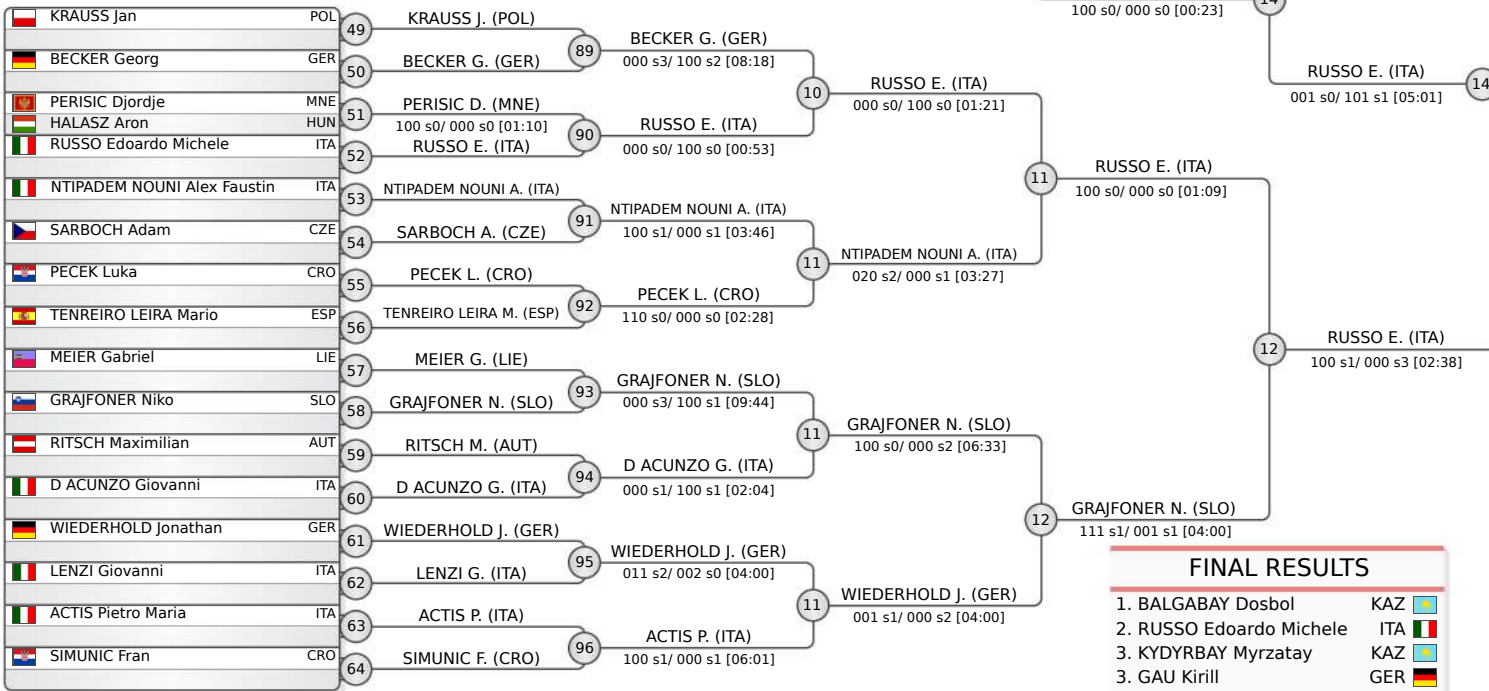 KRAUSS Jan POL
BECKER Georg GER
PERISIC Djordje MNE
HALASZ Aron HUN
RUSSO Edoardo Michele ITA
NTIPADEM NOUNI Alex Faustin ITA
SARBOCH Adam CZE
PECEK Luka CRO
TENREIRO LEIRA Mario ESP
MEIER Gabriel LIE
GRAJFONER Niko SLO
RITSCH Maximilian AUT
D ACUNZO Giovanni ITA
WIEDERHOLD Jonathan GER
LENZI Giovanni ITA
ACTIS Pietro Maria ITA
SIMUNIC Fran CRO
49
50
51
52
53
54
55
56
57
58
59
60
61
62
63
64
KRAUSS J. (POL)
BECKER G. (GER)
PERISIC D. (MNE)
100 s0/ 000 s0 [01:10]
RUSSO E. (ITA)
NTIPADEM NOUNI A. (ITA)
SARBOCH A. (CZE)
PECEK L. (CRO)
TENREIRO LEIRA M. (ESP)
MEIER G. (LIE)
GRAJFONER N. (SLO)
RITSCH M. (AUT)
D ACUNZO G. (ITA)
WIEDERHOLD J. (GER)
LENZI G. (ITA)
ACTIS P. (ITA)
SIMUNIC F. (CRO)
89
90
91
92
93
94
95
96
BECKER G. (GER)
000 s3/ 100 s2 [08:18]
RUSSO E. (ITA)
000 s0/ 100 s0 [00:53]
NTIPADEM NOUNI A. (ITA)
100 s1/ 000 s1 [03:46]
PECEK L. (CRO)
110 s0/ 000 s0 [02:28]
GRAJFONER N. (SLO)
000 s3/ 100 s1 [09:44]
D ACUNZO G. (ITA)
000 s1/ 100 s1 [02:04]
WIEDERHOLD J. (GER)
011 s2/ 002 s0 [04:00]
ACTIS P. (ITA)
100 s1/ 000 s1 [06:01]
10
11
11
11
RUSSO E. (ITA)
000 s0/ 100 s0 [01:21]
NTIPADEM NOUNI A. (ITA)
020 s2/ 000 s1 [03:27]
GRAJFONER N. (SLO)
100 s0/ 000 s2 [06:33]
WIEDERHOLD J. (GER)
001 s1/ 000 s2 [04:00]
11
12
100 s0/ 000 s0 [00:23]
RUSSO E. (ITA)
100 s0/ 000 s0 [01:09]
GRAJFONER N. (SLO)
111 s1/ 001 s1 [04:00]
14
12
RUSSO E. (ITA)
001 s0/ 101 s1 [05:01]
14
RUSSO E. (ITA)
100 s1/ 000 s3 [02:38]
FINAL RESULTS
1. BALGABAY Dosbol KAZ
2. RUSSO Edoardo Michele ITA
3. KYDYRBAY Myrzatay KAZ
3. GAU Kirill GER